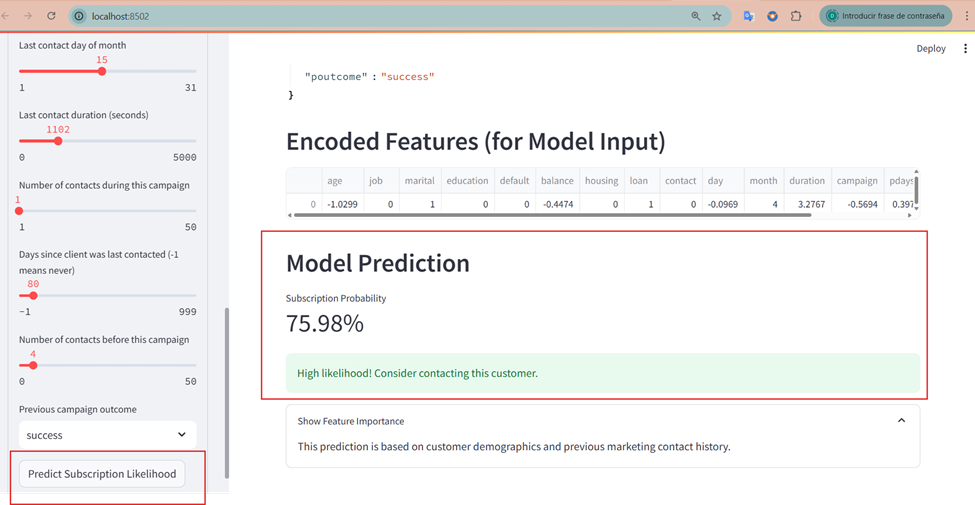 localhost:8502
Introducir frase de contraseña
Last contact day of month
15
1 31
Last contact duration (seconds)
1102
0 5000
Number of contacts during this campaign
1
1 50
Days since client was last contacted (-1
means never)
80
−1 999
Number of contacts before this campaign
4
0 50
Previous campaign outcome
success
Predict Subscription Likelihood
Deploy
"poutcome" : "success"
}
Encoded Features (for Model Input)
age job marital education default balance housing loan contact day month duration campaign pdays
0 -1.0299 0 1 0 0 -0.4474 0 1 0 -0.0969 4 3.2767 -0.5694 0.397
Model Prediction
Subscription Probability
75.98%
High likelihood! Consider contacting this customer.
Show Feature Importance
This prediction is based on customer demographics and previous marketing contact history.